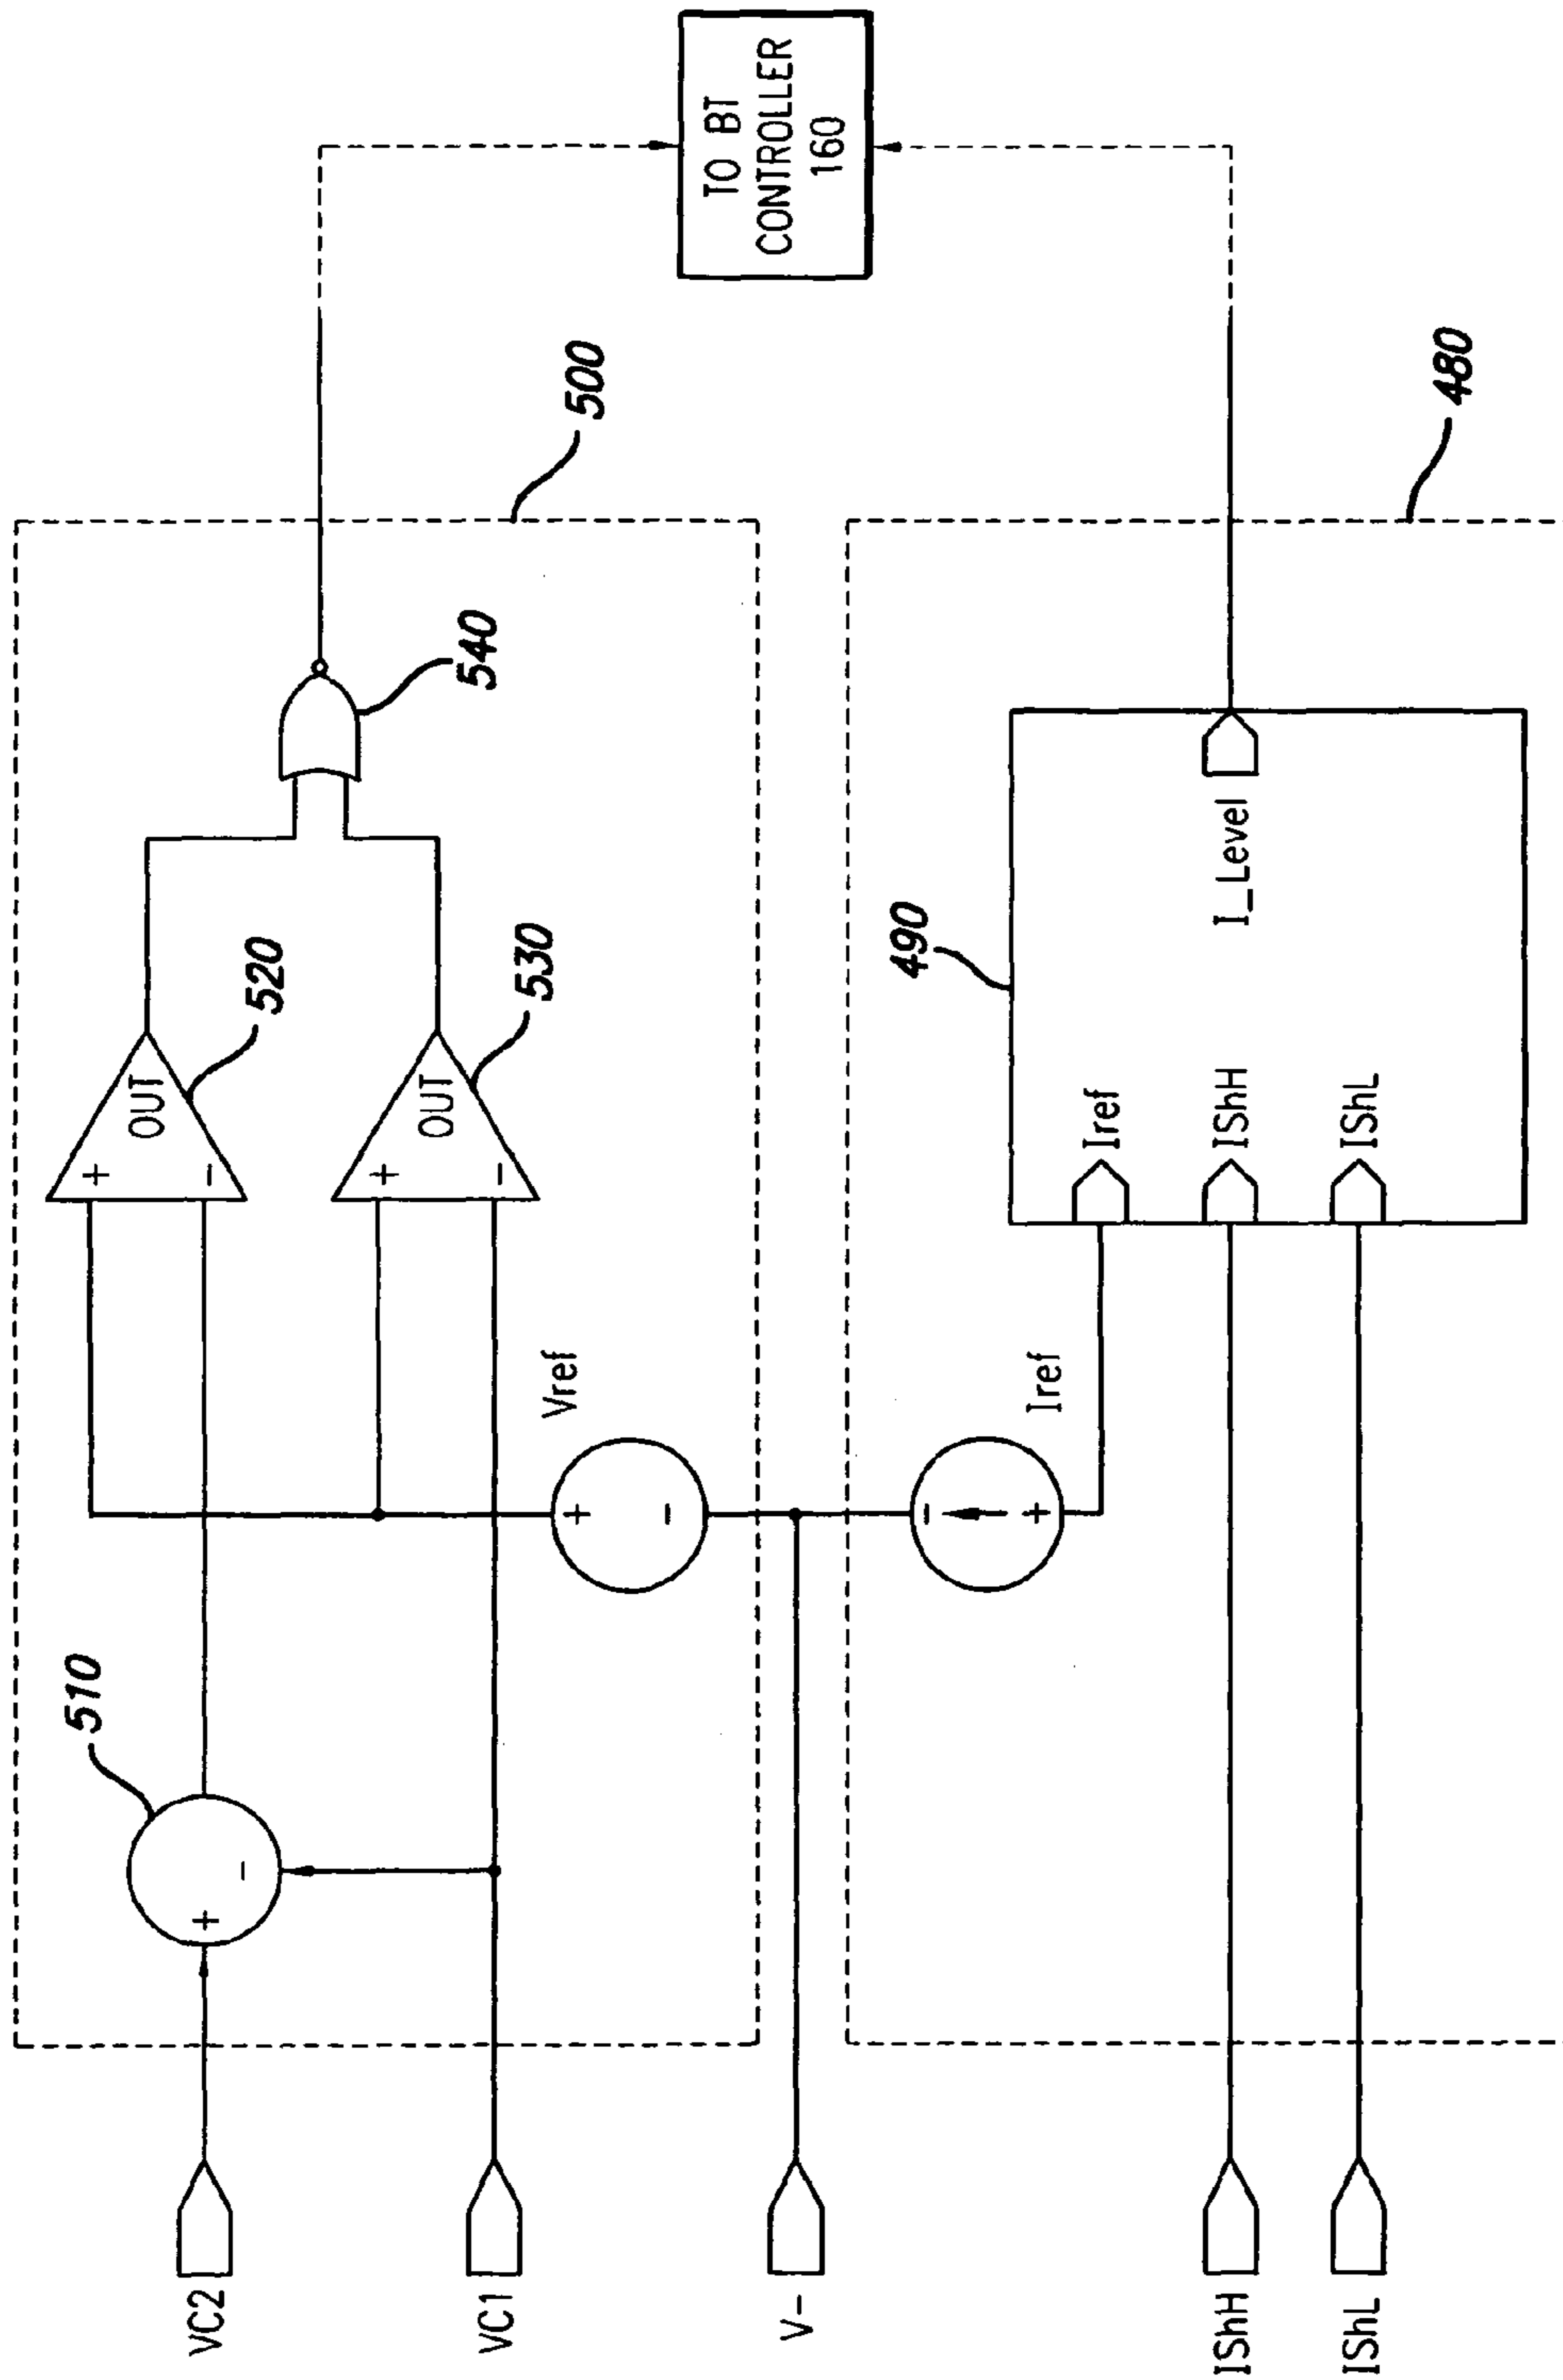 VC2
VC1
V-
IShH
IShL
510
+
-
Vref
+
-
Iref
-
+
+
-
OUT
520
+
-
OUT
530
540
500
Iref
IShH
IShL
490
I_Level
480
TO BT
CONTROLLER
160